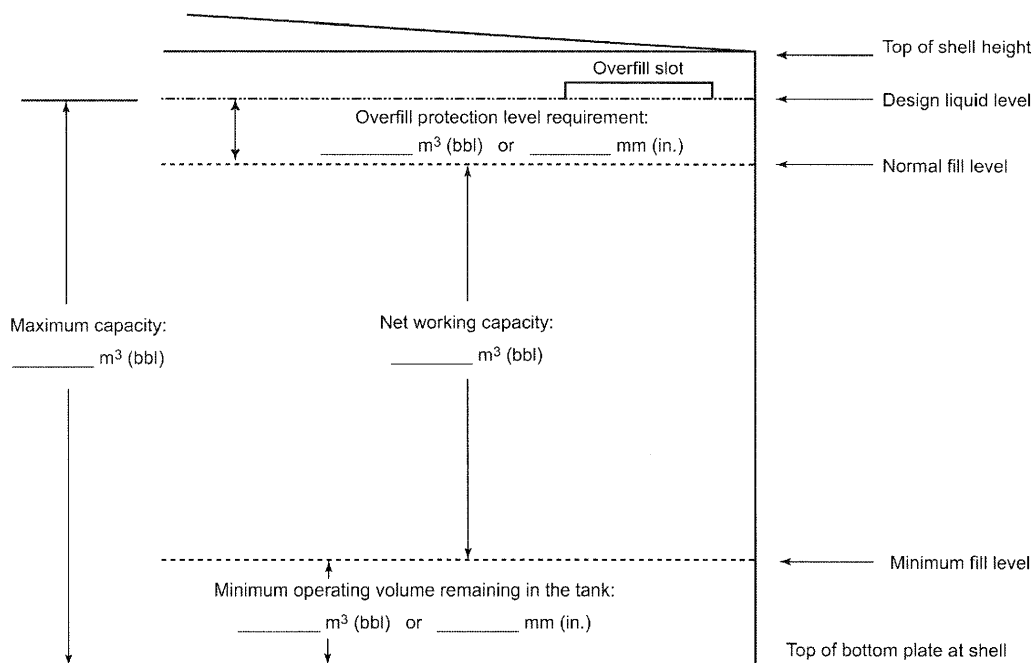 Top of shell height
Overfill slot
Design liquid level
Overfill protection level requirement:
________ m³ (bbl) or ________ mm (in.)
Normal fill level
Maximum capacity:
________ m³ (bbl)
Net working capacity:
________ m³ (bbl)
Minimum fill level
Minimum operating volume remaining in the tank:
________ m³ (bbl) or ________ mm (in.)
Top of bottom plate at shell